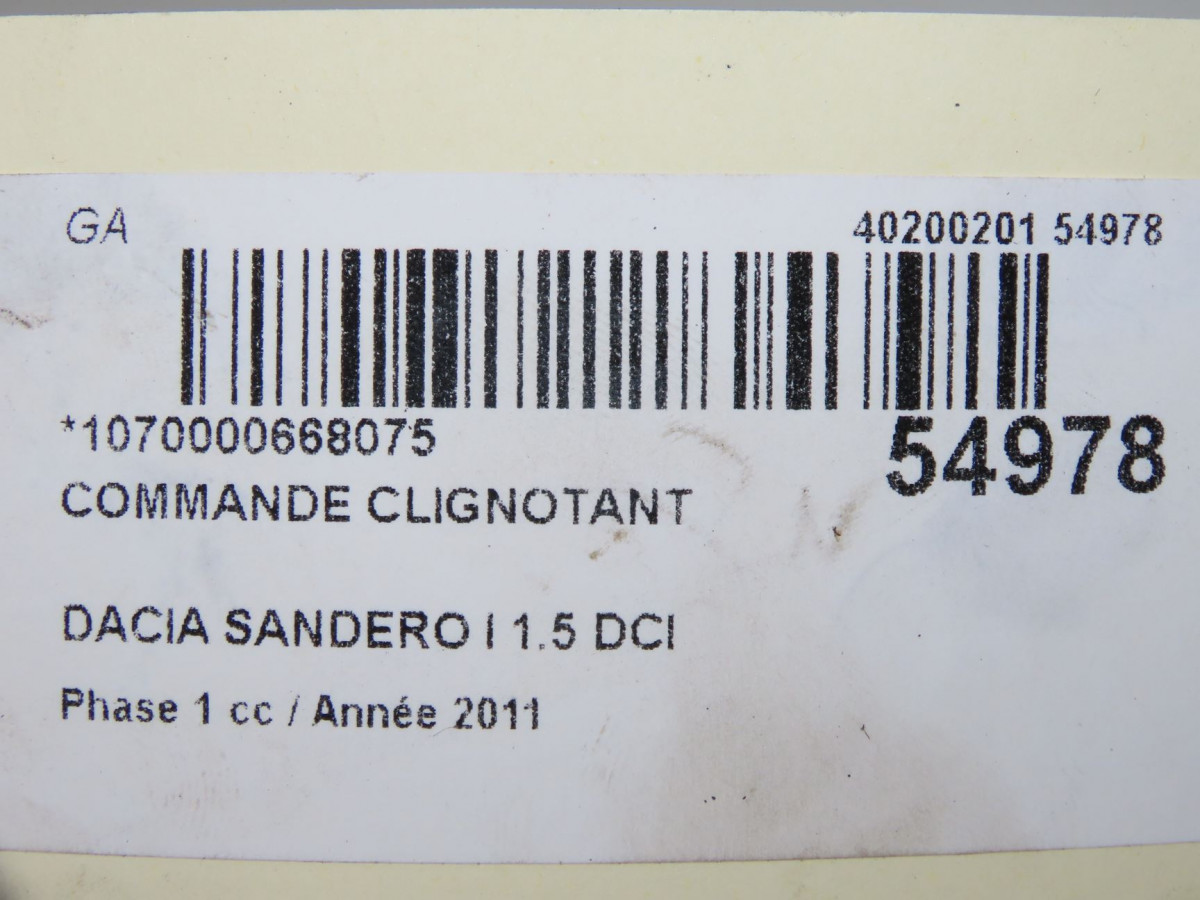 GA 40200201 54978
*1070000668075 54978
COMMANDE CLIGNOTANT
DACIA SANDERO I 1.5 DCI
Phase 1 cc / Année 2011